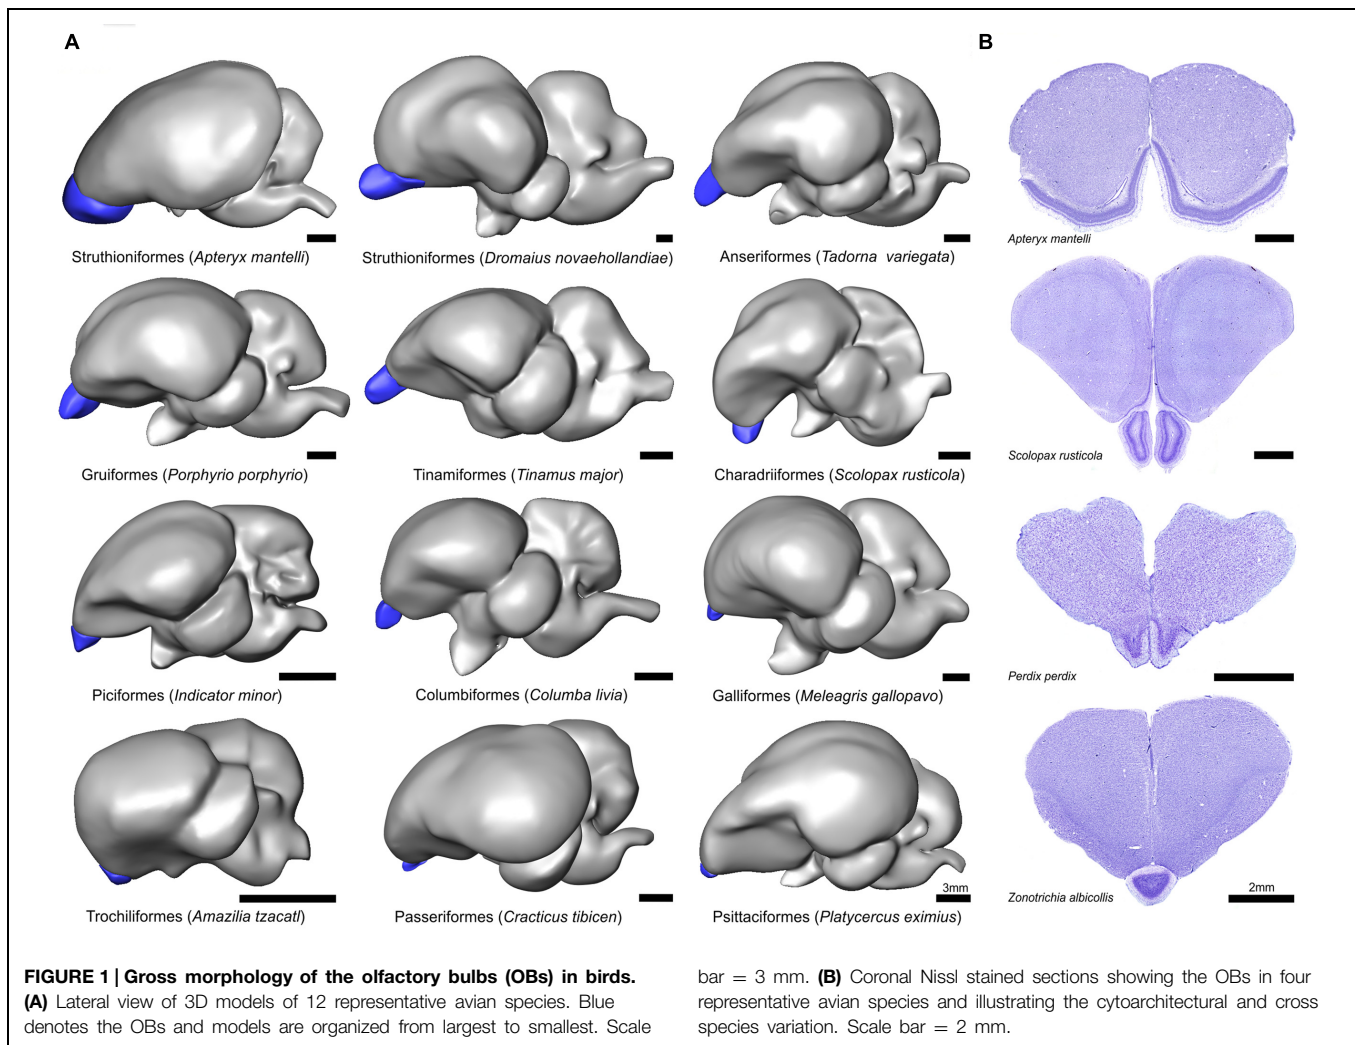 A
B
Struthioniformes (Apteryx mantelli)
Struthioniformes (Dromaius novaehollandiae)
Anseriformes (Tadorna variegata)
Apteryx mantelli
Gruiformes (Porphyrio porphyrio)
Tinamiformes (Tinamus major)
Charadriiformes (Scolopax rusticola)
Scolopax rusticola
Piciformes (Indicator minor)
Columbiformes (Columba livia)
Galliformes (Meleagris gallopavo)
Perdix perdix
3mm
Trochiliformes (Amazilia tzacatl)
Passeriformes (Cracticus tibicen)
Psittaciformes (Platycercus eximius)
2mm
Zonotrichia albicollis
FIGURE 1 | Gross morphology of the olfactory bulbs (OBs) in birds.
(A) Lateral view of 3D models of 12 representative avian species. Blue
denotes the OBs and models are organized from largest to smallest. Scale
bar = 3 mm. (B) Coronal Nissl stained sections showing the OBs in four
representative avian species and illustrating the cytoarchitectural and cross
species variation. Scale bar = 2 mm.